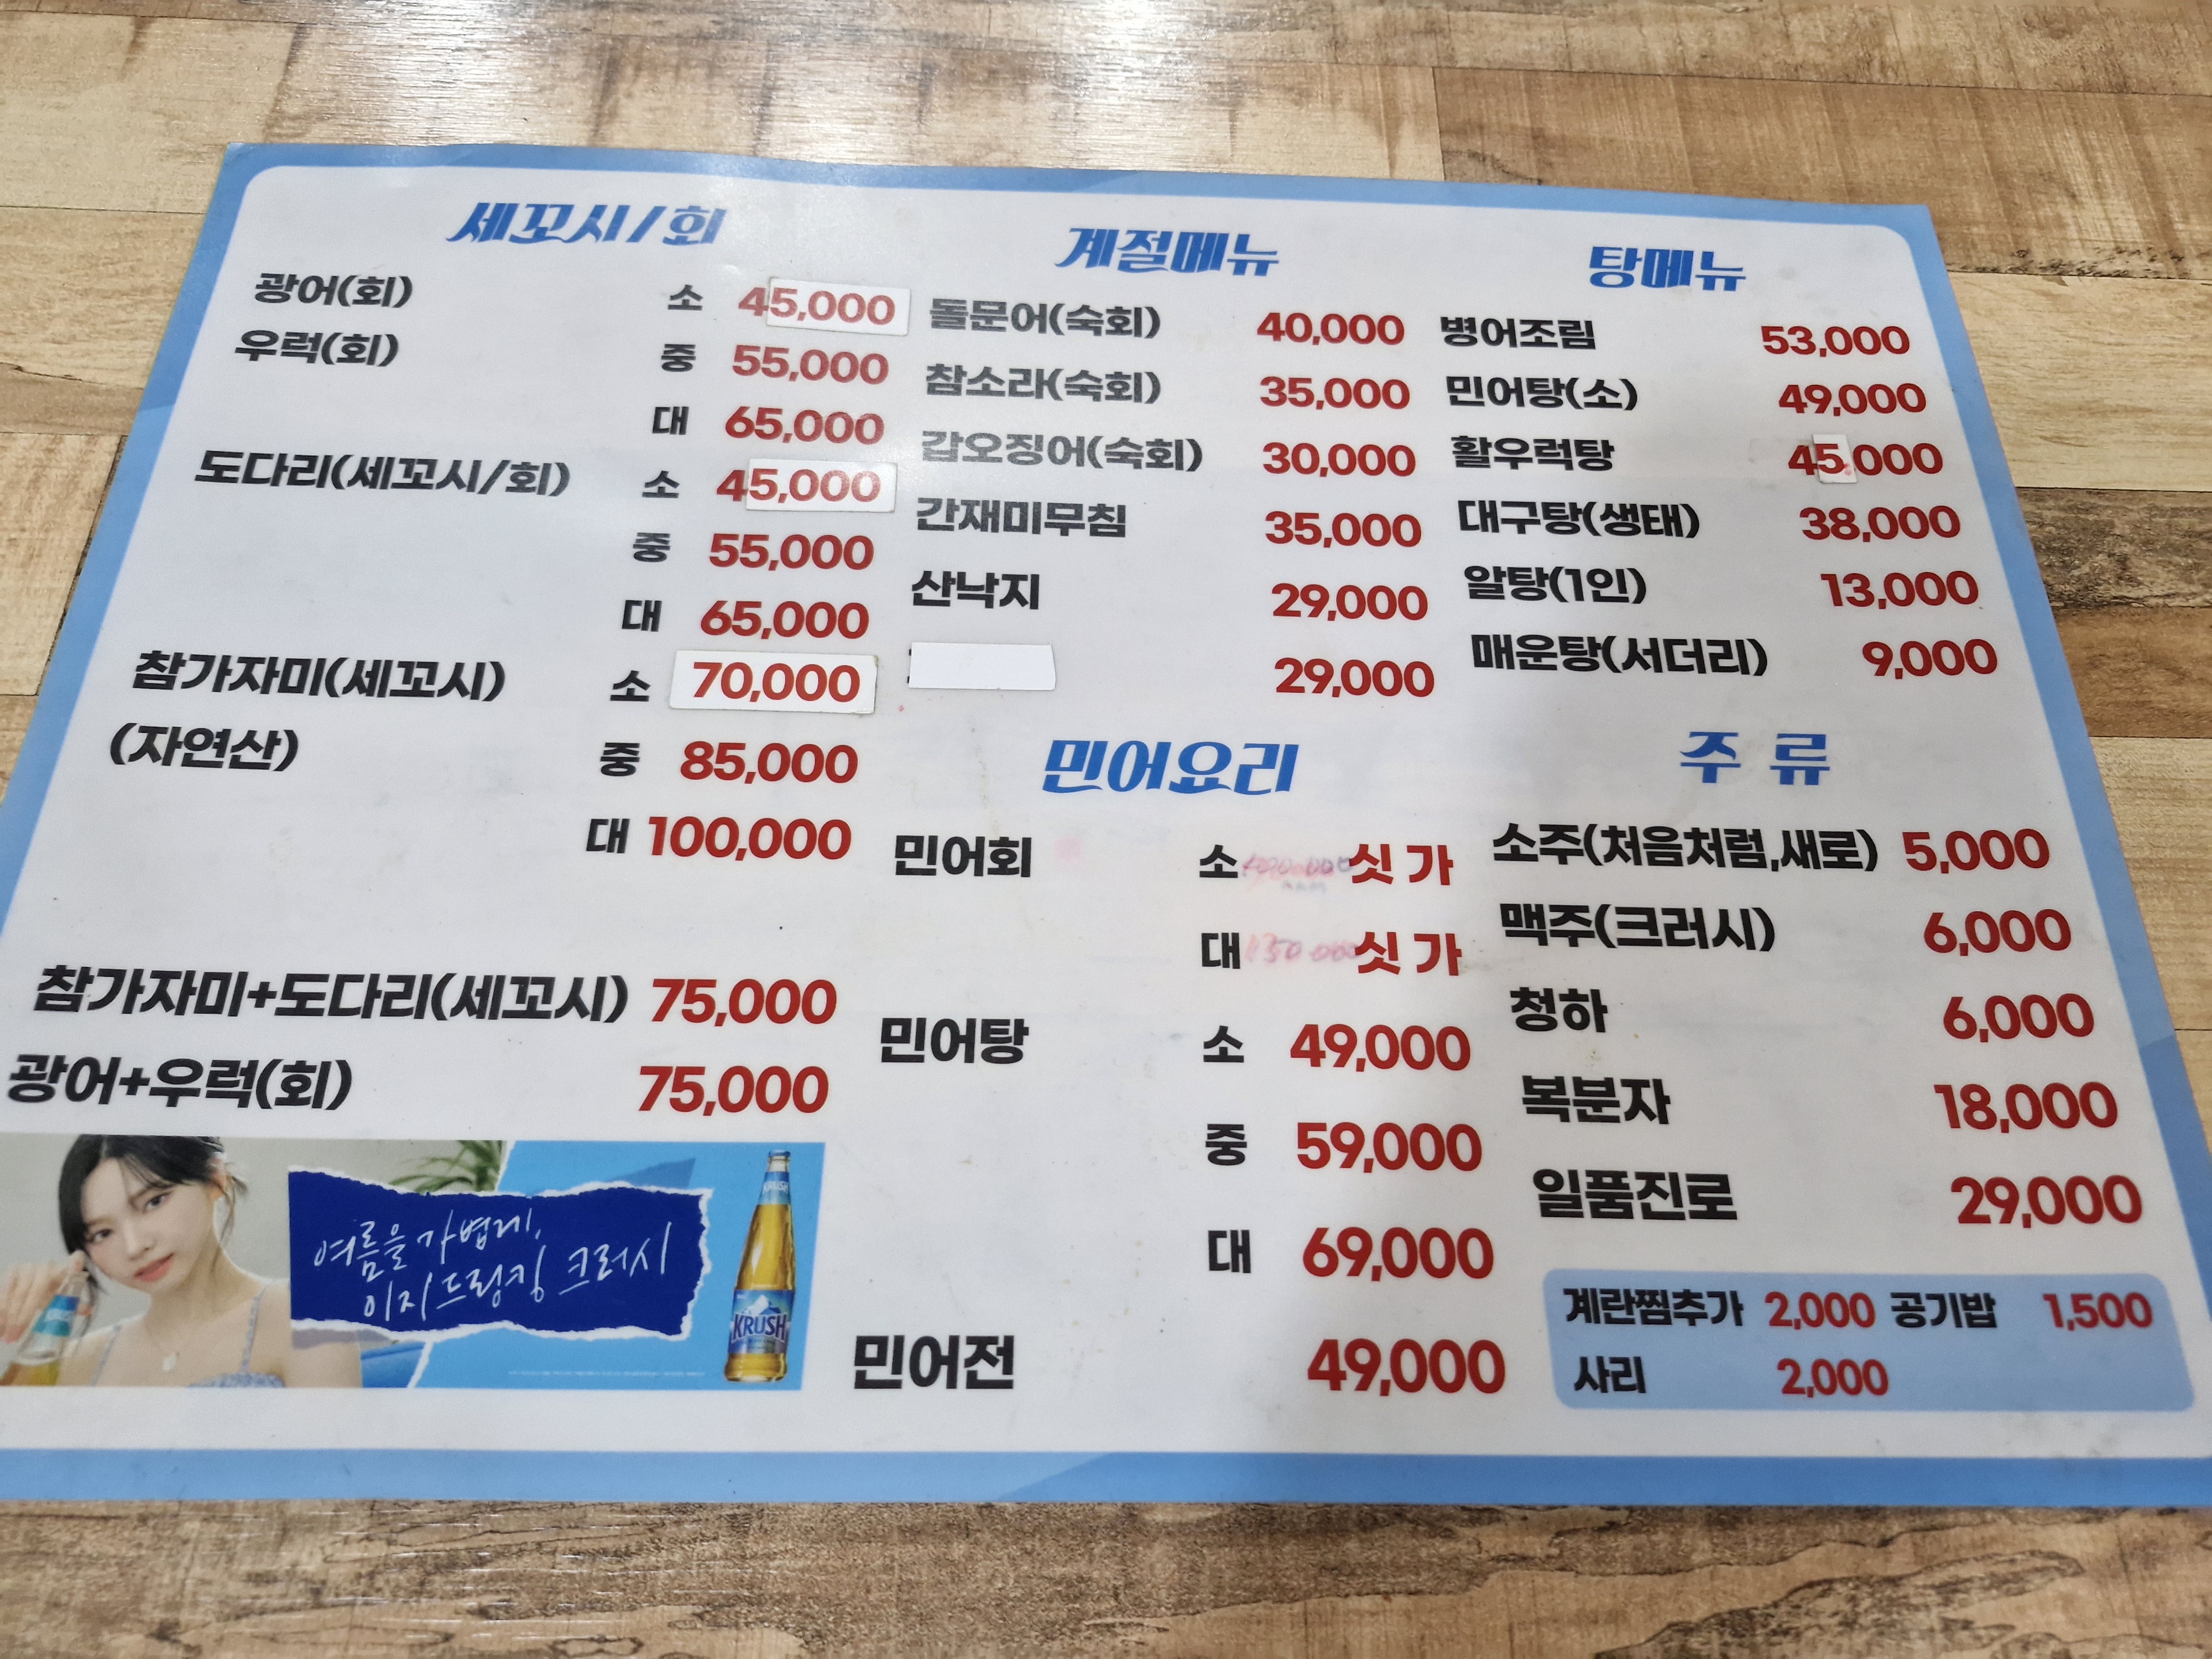 세꼬시/회
광어(회) 소 45,000
우럭(회) 중 55,000
대 65,000
도다리(세꼬시/회) 소 45,000
중 55,000
대 65,000
참가자미(세꼬시) 소 70,000
(자연산) 중 85,000
대 100,000
참가자미+도다리(세꼬시) 75,000
광어+우럭(회) 75,000
여름을 가볍게,
이지 드링킹 크러시
KRUSH
KRUSH
계절메뉴
돌문어(숙회) 40,000
참소라(숙회) 35,000
갑오징어(숙회) 30,000
간재미무침 35,000
산낙지 29,000
29,000
민어요리
민어회 소 싯가
대 130,000 싯가
민어탕 소 49,000
중 59,000
대 69,000
민어전 49,000
탕메뉴
병어조림 53,000
민어탕(소) 49,000
활우럭탕 45,000
대구탕(생태) 38,000
알탕(1인) 13,000
매운탕(서더리) 9,000
주류
소주(처음처럼,새로) 5,000
맥주(크러시) 6,000
청하 6,000
복분자 18,000
일품진로 29,000
계란찜추가 2,000 공기밥 1,500
사리 2,000